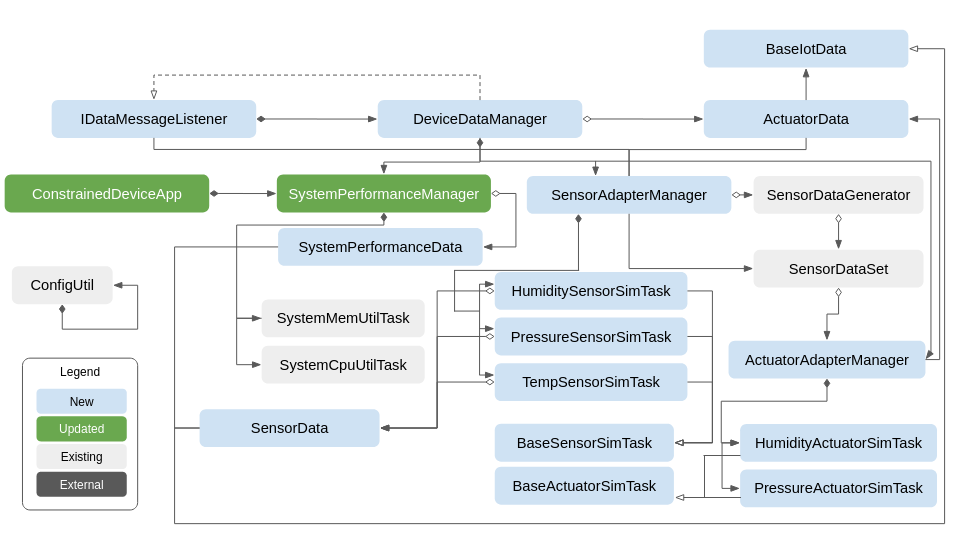 BaseIotData
IDataMessageListener
DeviceDataManager
ActuatorData
ConstrainedDeviceApp
SystemPerformanceManager
SensorAdapterManager
SensorDataGenerator
SystemPerformanceData
SensorDataSet
ConfigUtil
HumiditySensorSimTask
SystemMemUtilTask
PressureSensorSimTask
SystemCpuUtilTask
ActuatorAdapterManager
TempSensorSimTask
Legend
New
Updated
Existing
External
SensorData
BaseSensorSimTask
HumidityActuatorSimTask
BaseActuatorSimTask
PressureActuatorSimTask